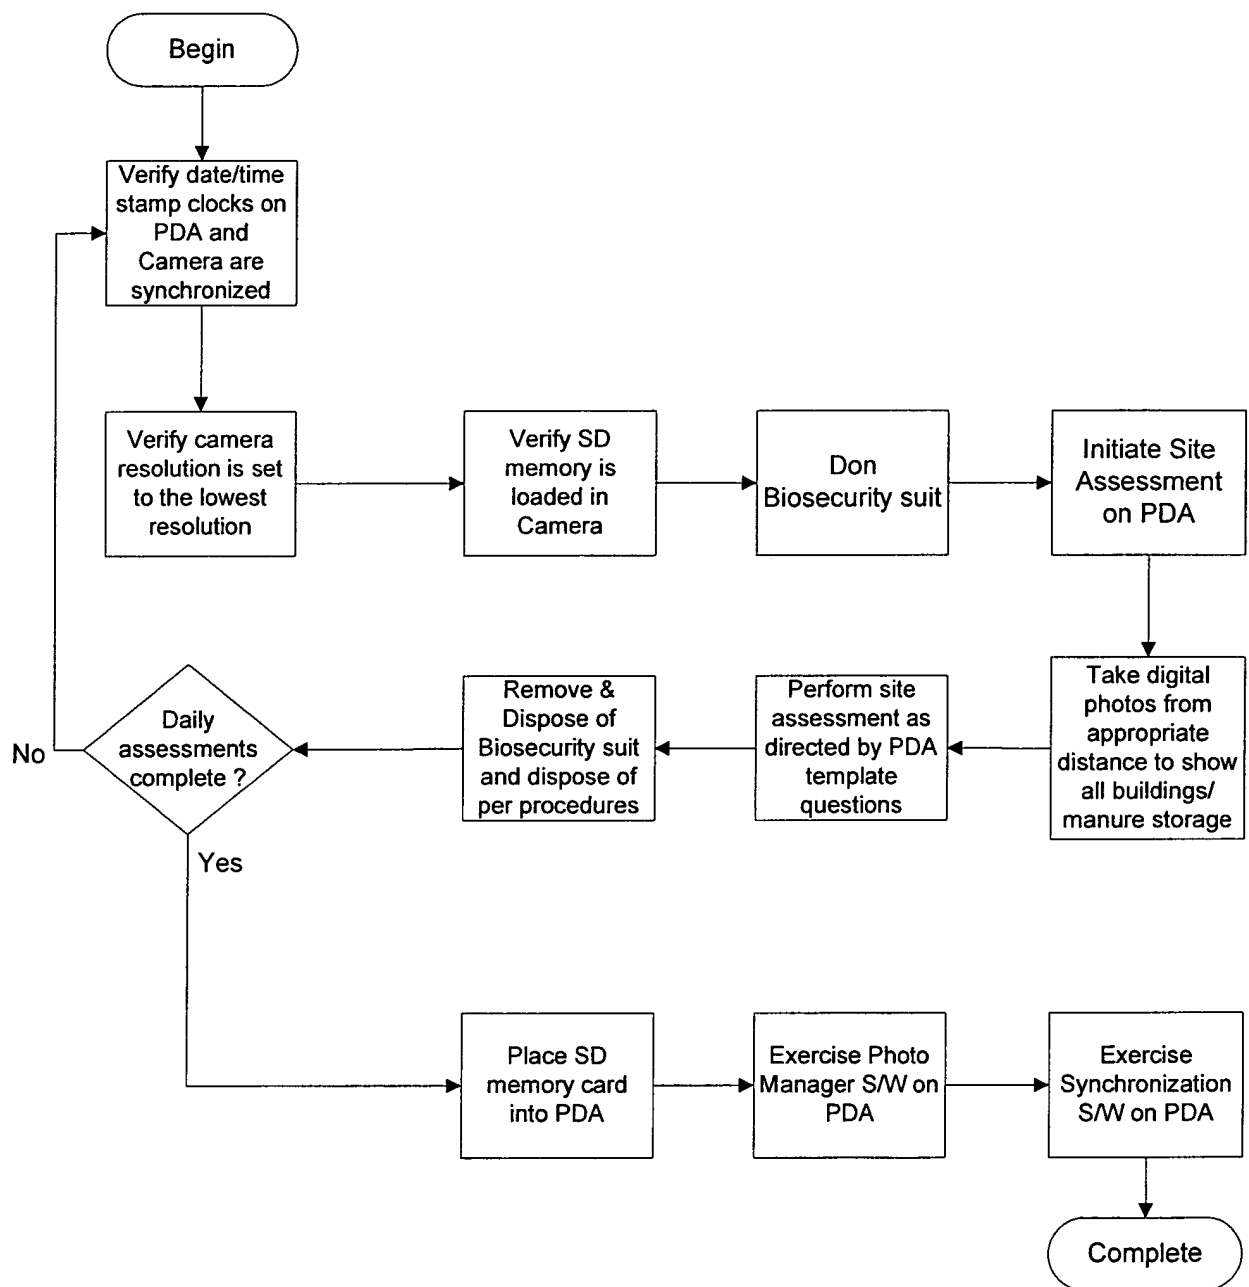 Begin
Verify date/time
stamp clocks on
PDA and
Camera are
synchronized
Verify camera
resolution is set
to the lowest
resolution
Verify SD
memory is
loaded in
Camera
Don
Biosecurity suit
Initiate Site
Assessment
on PDA
Take digital
photos from
appropriate
distance to show
all buildings/
manure storage
Perform site
assessment as
directed by PDA
template
questions
Remove &
Dispose of
Biosecurity suit
and dispose of
per procedures
Daily
assessments
complete ?
No
Yes
Place SD
memory card
into PDA
Exercise Photo
Manager S/W on
PDA
Exercise
Synchronization
S/W on PDA
Complete